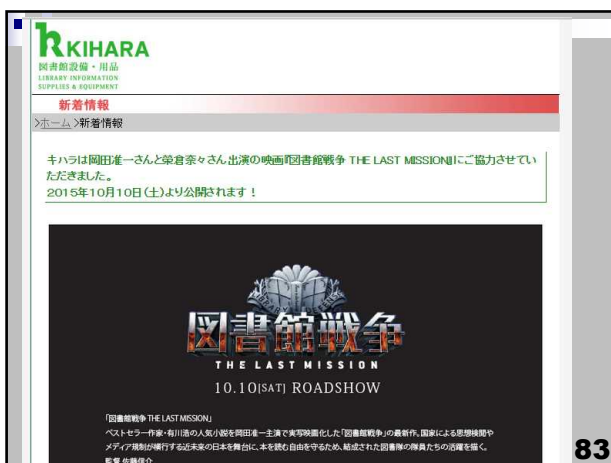 KIHARA
図書館設備・用品
LIBRARY INFORMATION
SUPPLIES & EQUIPMENT
新着情報
>ホーム >新着情報
キハラは岡田准一さんと榮倉奈々さん出演の映画『図書館戦争 THE LAST MISSION』にご協力させてい
ただきました。
2015年10月10日(土)より公開されます！
図書館戦争
THE LAST MISSION
10.10[SAT] ROADSHOW
「図書館戦争 THE LAST MISSION」
ベストセラー作家・有川浩の人気小説を岡田准一主演で実写映画化した「図書館戦争」の最新作。国家による思想検閲や
メディア規制が横行する近未来の日本を舞台に、本を読む自由を守るため、結成された図書隊の隊員たちの活躍を描く。
監督 佐藤信介
83